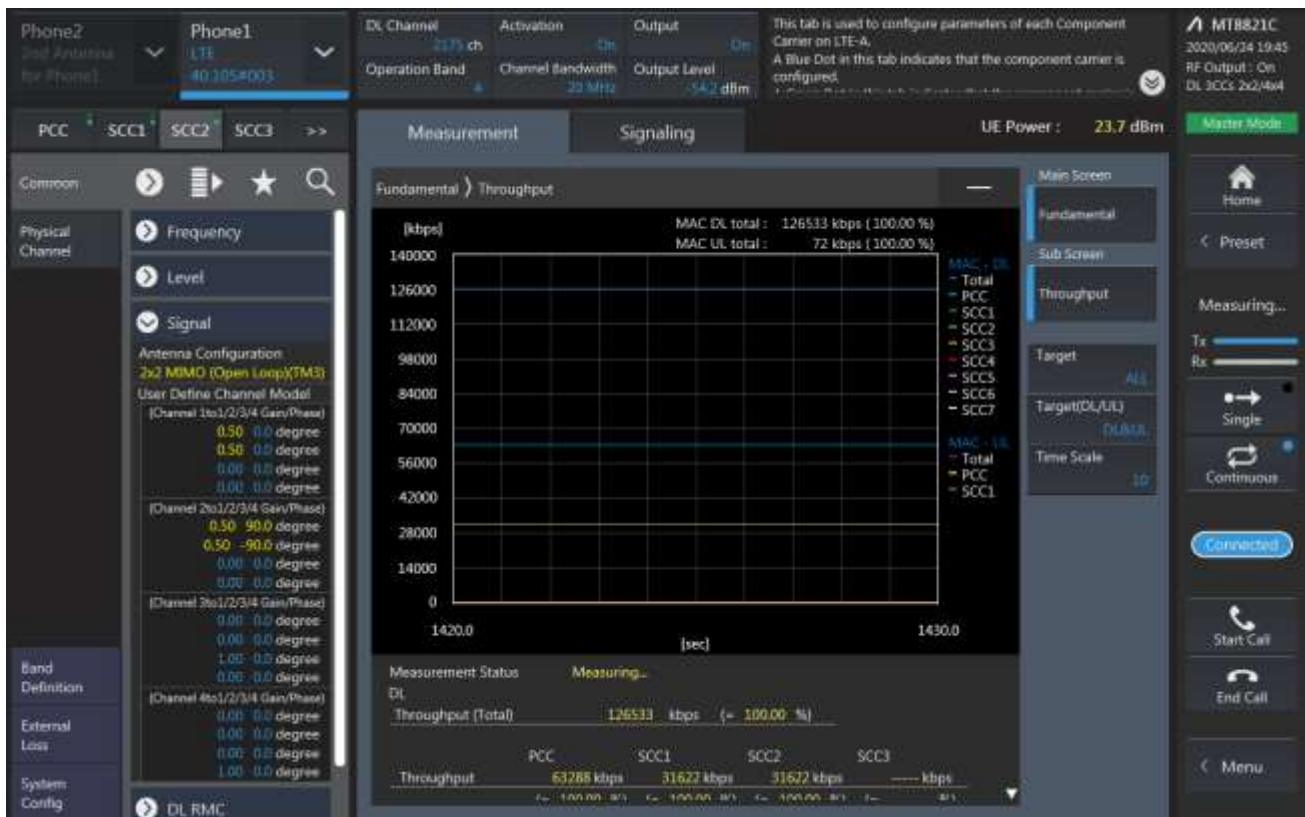 Phone2
2nd Antenna
for Phone1
Phone1
LTE
40.105#003
DL Channel
2175 ch
Operation Band
4
Activation
On
Channel Bandwidth
20 MHz
Output
On
Output Level
-54.2 dBm
This tab is used to configure parameters of each Component
Carrier on LTE-A.
A Blue Dot in this tab indicates that the component carrier is
configured.
MT8821C
2020/06/24 19:45
RF Output : On
DL 3CCs 2x2/4x4
Master Mode
PCC SCC1 SCC2 SCC3 >>
Measurement
Signaling
UE Power : 23.7 dBm
Common
Physical
Channel
Band
Definition
External
Loss
System
Config
Frequency
Level
Signal
Antenna Configuration
2x2 MIMO (Open Loop)(TM3)
User Define Channel Model
(Channel 1to1/2/3/4 Gain/Phase)
0.50 0.0 degree
0.50 0.0 degree
0.00 0.0 degree
0.00 0.0 degree
(Channel 2to1/2/3/4 Gain/Phase)
0.50 90.0 degree
0.50 -90.0 degree
0.00 0.0 degree
0.00 0.0 degree
(Channel 3to1/2/3/4 Gain/Phase)
0.00 0.0 degree
0.00 0.0 degree
1.00 0.0 degree
0.00 0.0 degree
(Channel 4to1/2/3/4 Gain/Phase)
0.00 0.0 degree
0.00 0.0 degree
0.00 0.0 degree
1.00 0.0 degree
DL RMC
Fundamental ⟩ Throughput
[kbps]
MAC DL total : 126533 kbps ( 100.00 %)
MAC UL total : 72 kbps ( 100.00 %)
140000
126000
112000
98000
84000
70000
56000
42000
28000
14000
0
1420.0
1430.0
[sec]
MAC - DL
Total
PCC
SCC1
SCC2
SCC3
SCC4
SCC5
SCC6
SCC7
MAC - UL
Total
PCC
SCC1
Measurement Status Measuring...
DL
Throughput (Total) 126533 kbps (= 100.00 %)
PCC SCC1 SCC2 SCC3
Throughput 63288 kbps 31622 kbps 31622 kbps ----- kbps
(= 100.00 %) (= 100.00 %) (= 100.00 %) (= %)
Main Screen
Fundamental
Sub Screen
Throughput
Target
ALL
Target(DL/UL)
DL&UL
Time Scale
10
Home
< Preset
Measuring...
Tx
Rx
Single
Continuous
Connected
Start Call
End Call
< Menu